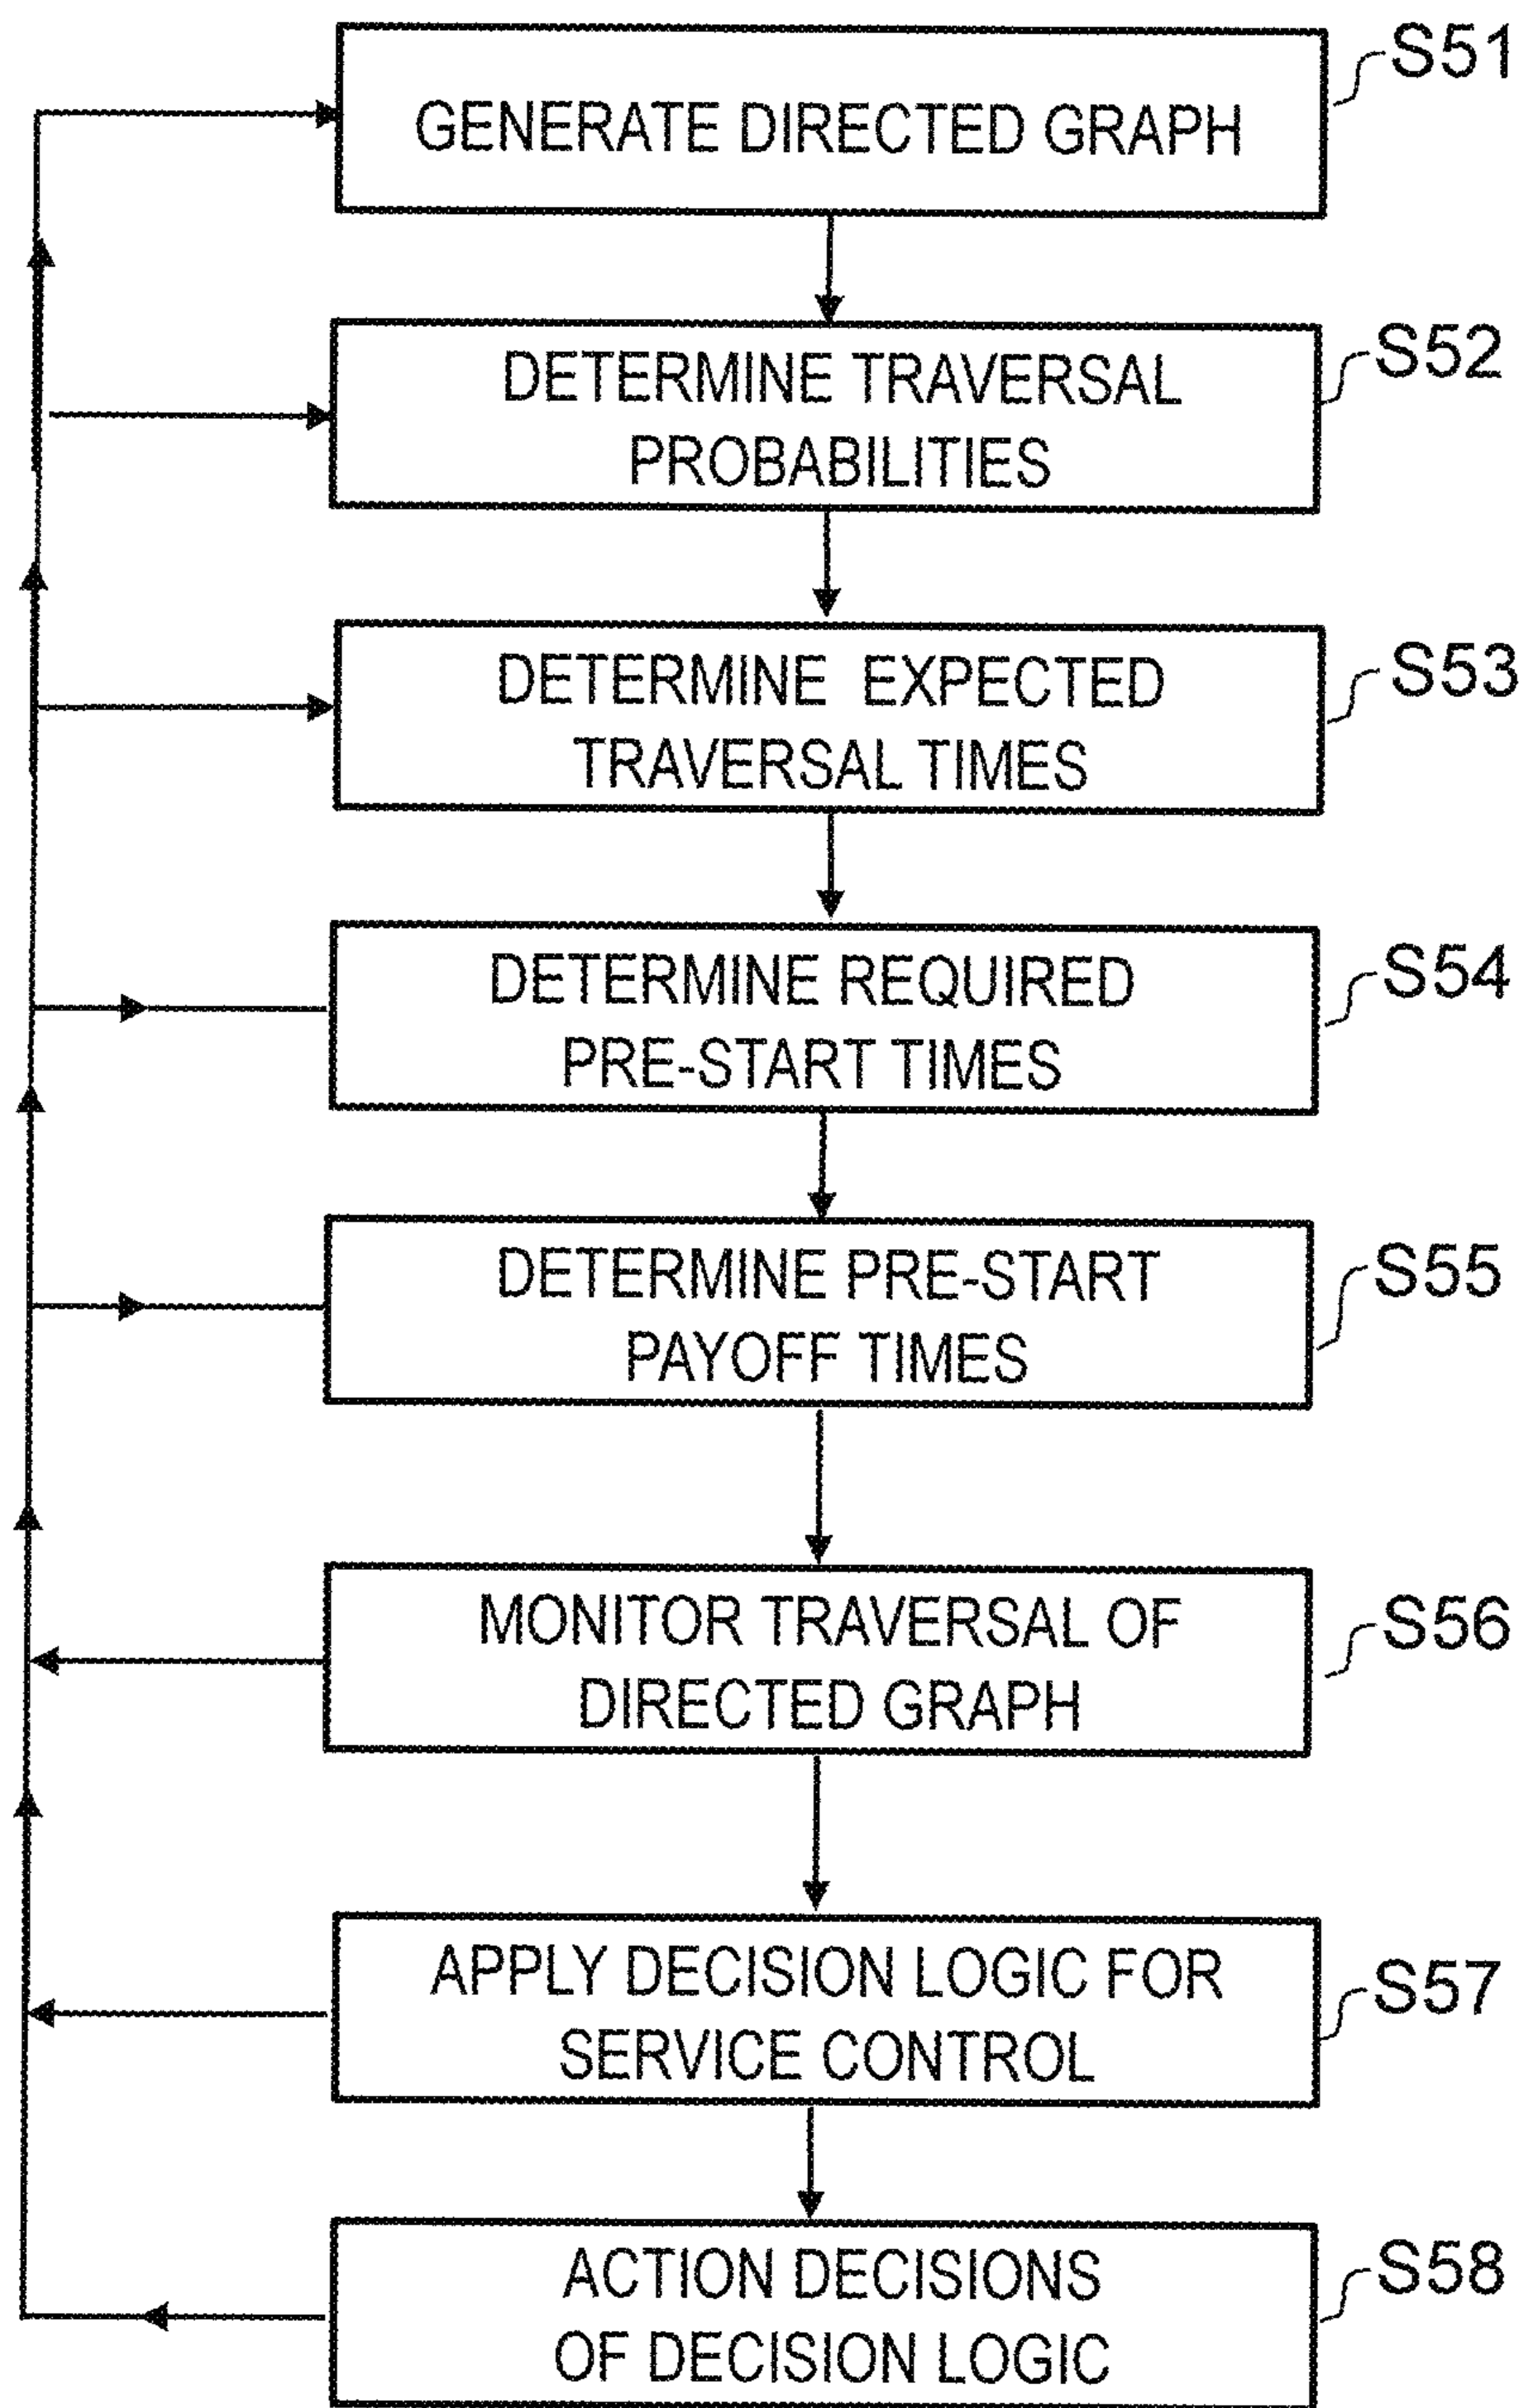 S51
GENERATE DIRECTED GRAPH
S52
DETERMINE TRAVERSAL
PROBABILITIES
S53
DETERMINE EXPECTED
TRAVERSAL TIMES
S54
DETERMINE REQUIRED
PRE-START TIMES
S55
DETERMINE PRE-START
PAYOFF TIMES
S56
MONITOR TRAVERSAL OF
DIRECTED GRAPH
S57
APPLY DECISION LOGIC FOR
SERVICE CONTROL
S58
ACTION DECISIONS
OF DECISION LOGIC